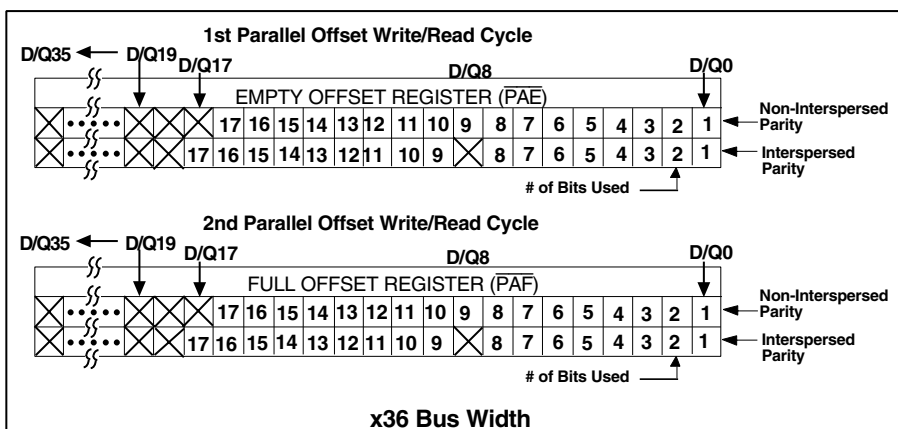 1st Parallel Offset Write/Read Cycle
D/Q35 D/Q19 D/Q17 D/Q8 D/Q0
EMPTY OFFSET REGISTER (PAE)
17 16 15 14 13 12 11 10 9 8 7 6 5 4 3 2 1 Non-Interspersed Parity
17 16 15 14 13 12 11 10 9 8 7 6 5 4 3 2 1 Interspersed Parity
# of Bits Used
2nd Parallel Offset Write/Read Cycle
D/Q35 D/Q19 D/Q17 D/Q8 D/Q0
FULL OFFSET REGISTER (PAF)
17 16 15 14 13 12 11 10 9 8 7 6 5 4 3 2 1 Non-Interspersed Parity
17 16 15 14 13 12 11 10 9 8 7 6 5 4 3 2 1 Interspersed Parity
# of Bits Used
x36 Bus Width